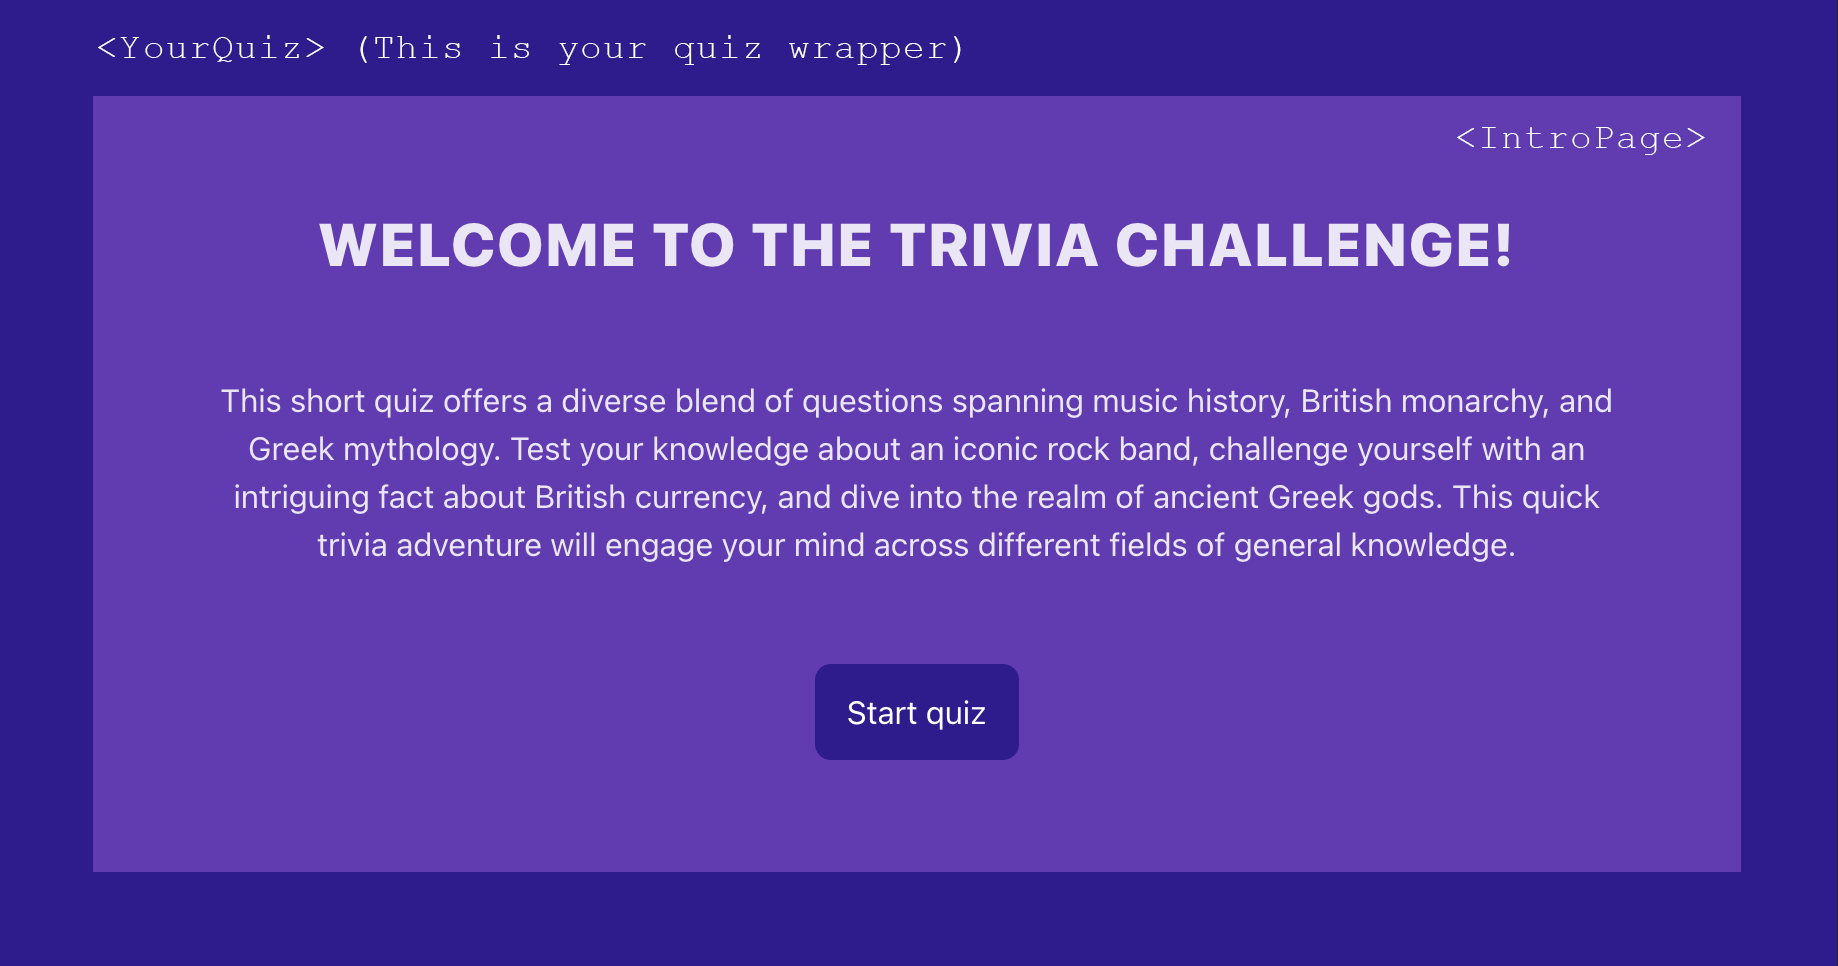 <YourQuiz> (This is your quiz wrapper)
<IntroPage>
WELCOME TO THE TRIVIA CHALLENGE!
This short quiz offers a diverse blend of questions spanning music history, British monarchy, and
Greek mythology. Test your knowledge about an iconic rock band, challenge yourself with an
intriguing fact about British currency, and dive into the realm of ancient Greek gods. This quick
trivia adventure will engage your mind across different fields of general knowledge.
Start quiz